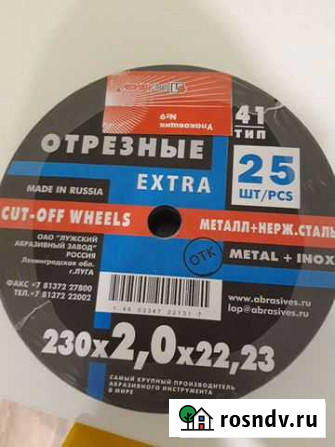 Упаковщик
№9
41
ТИП
ОТРЕЗНЫЕ
EXTRA
25
ШТ/PCS
MADE IN RUSSIA
CUT-OFF WHEELS
МЕТАЛЛ+НЕРЖ.СТАЛЬ
METAL + INOX
ОАО "ЛУЖСКИЙ
АБРАЗИВНЫЙ ЗАВОД"
РОССИЯ
Ленинградская обл.
г.ЛУГА
ФАКС +7 81372 27800
ТЕЛ. +7 81372 22002
ОТК
www.abrasives.ru
lap@abrasives.ru
230x2,0x22,23
САМЫЙ КРУПНЫЙ ПРОИЗВОДИТЕЛЬ
АБРАЗИВНОГО ИНСТРУМЕНТА
В МИРЕ
rosndv.ru